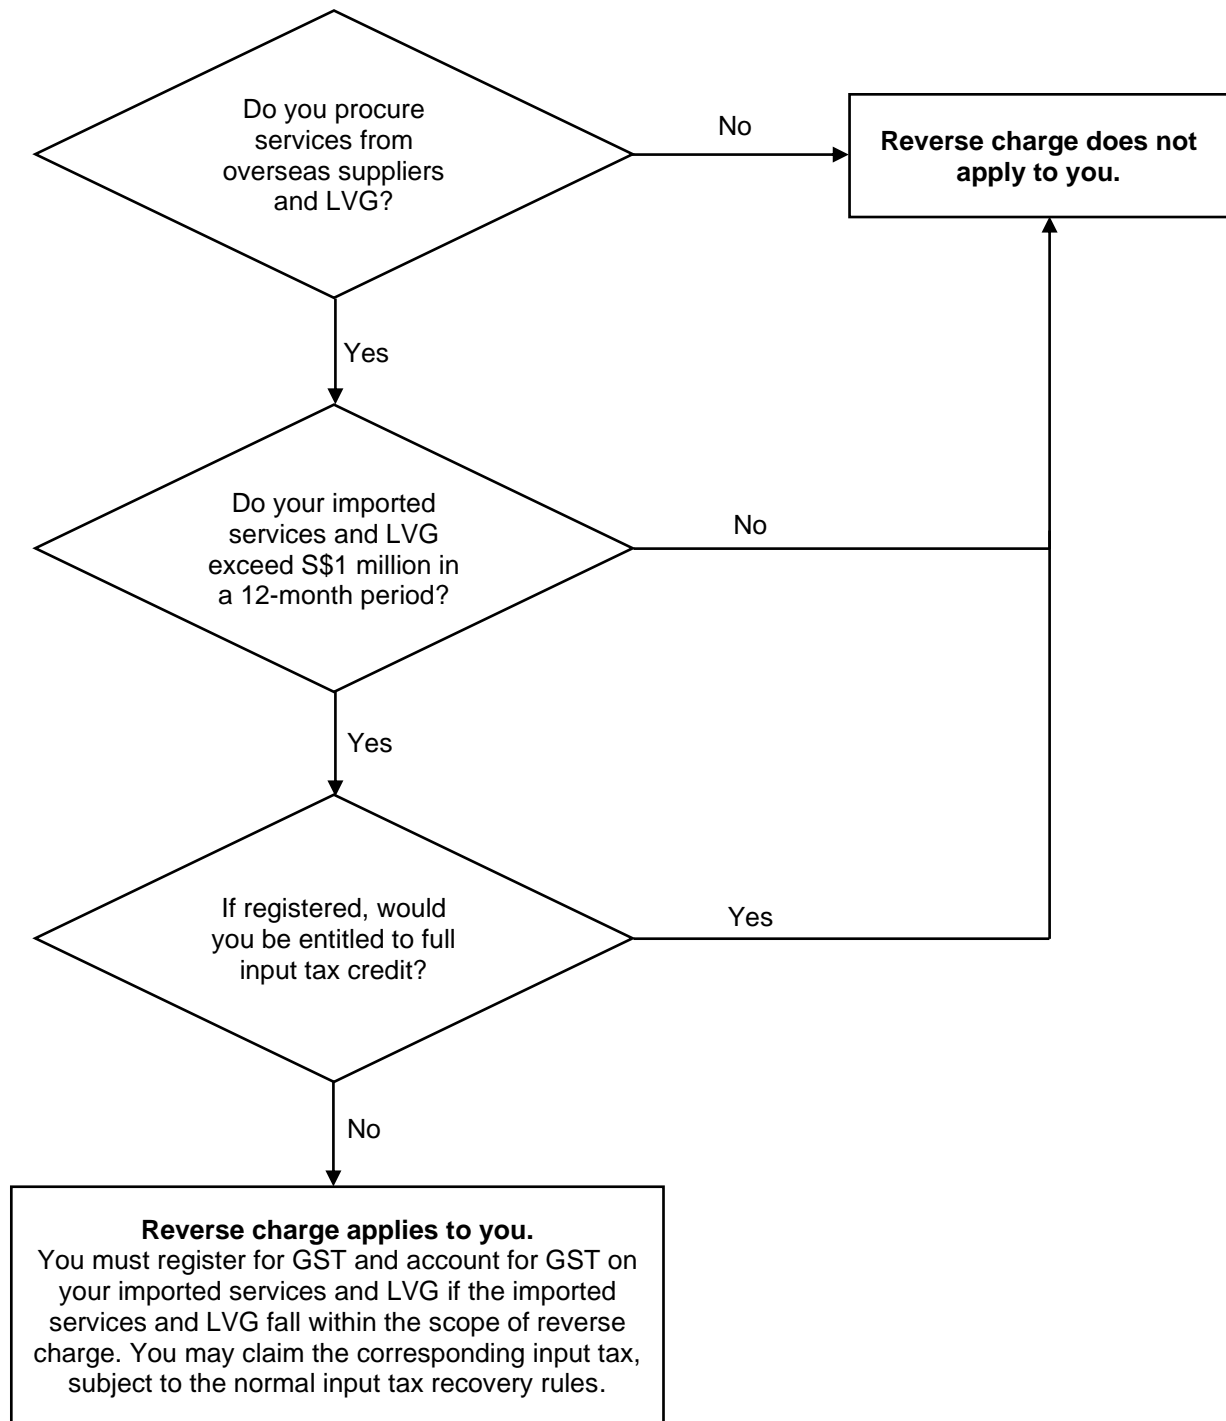 Do you procure
services from
overseas suppliers
and LVG?
No
Reverse charge does not
apply to you.
Yes
Do your imported
services and LVG
exceed S$1 million in
a 12-month period?
No
Yes
If registered, would
you be entitled to full
input tax credit?
Yes
No
Reverse charge applies to you.
You must register for GST and account for GST on
your imported services and LVG if the imported
services and LVG fall within the scope of reverse
charge. You may claim the corresponding input tax,
subject to the normal input tax recovery rules.